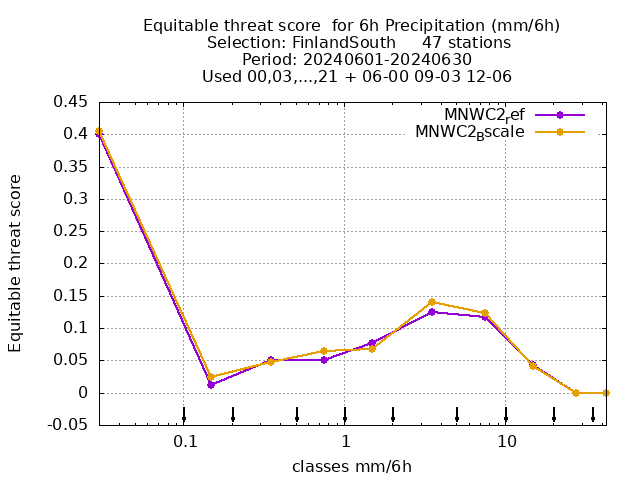 Equitable threat score  for 6h Precipitation (mm/6h)
Selection: FinlandSouth     47 stations
Period: 20240601-20240630
Used 00,03,...,21 + 06-00 09-03 12-06
MNWC2_ref
MNWC2_Bscale
0.45
0.4
0.35
0.3
0.25
0.2
0.15
0.1
0.05
0
-0.05
Equitable threat score
0.1 1 10
classes mm/6h